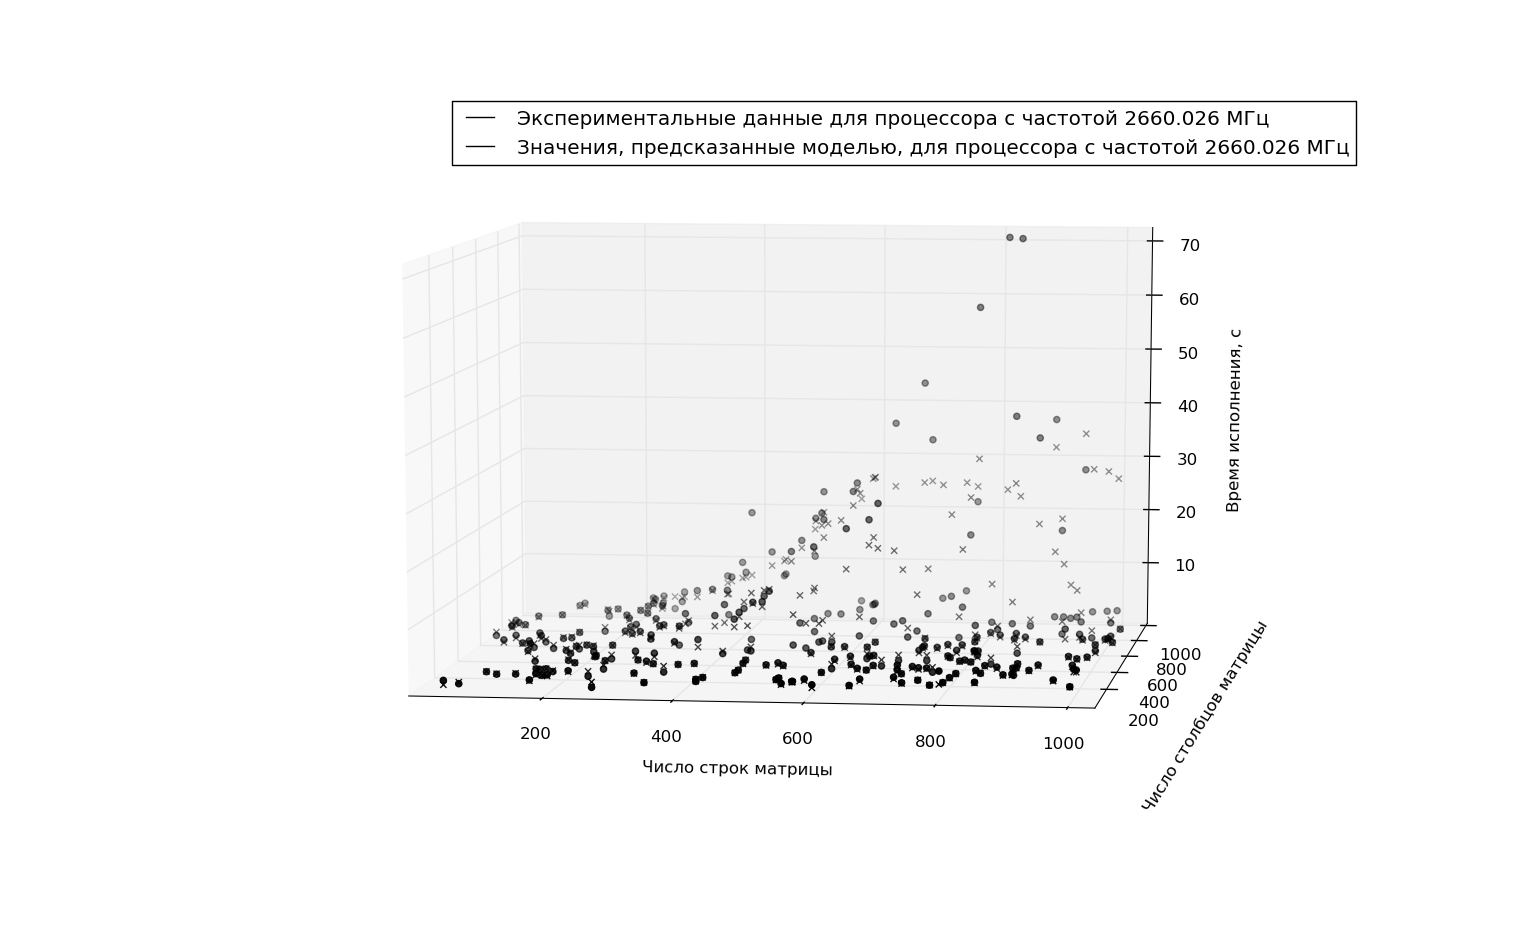 Экспериментальные данные для процессора с частотой 2660.026 МГц
Значения, предсказанные моделью, для процессора с частотой 2660.026 МГц
70
60
50
40
30
20
10
Время исполнения, с
1000
800
600
400
200
Число столбцов матрицы
200 400 600 800 1000
Число строк матрицы